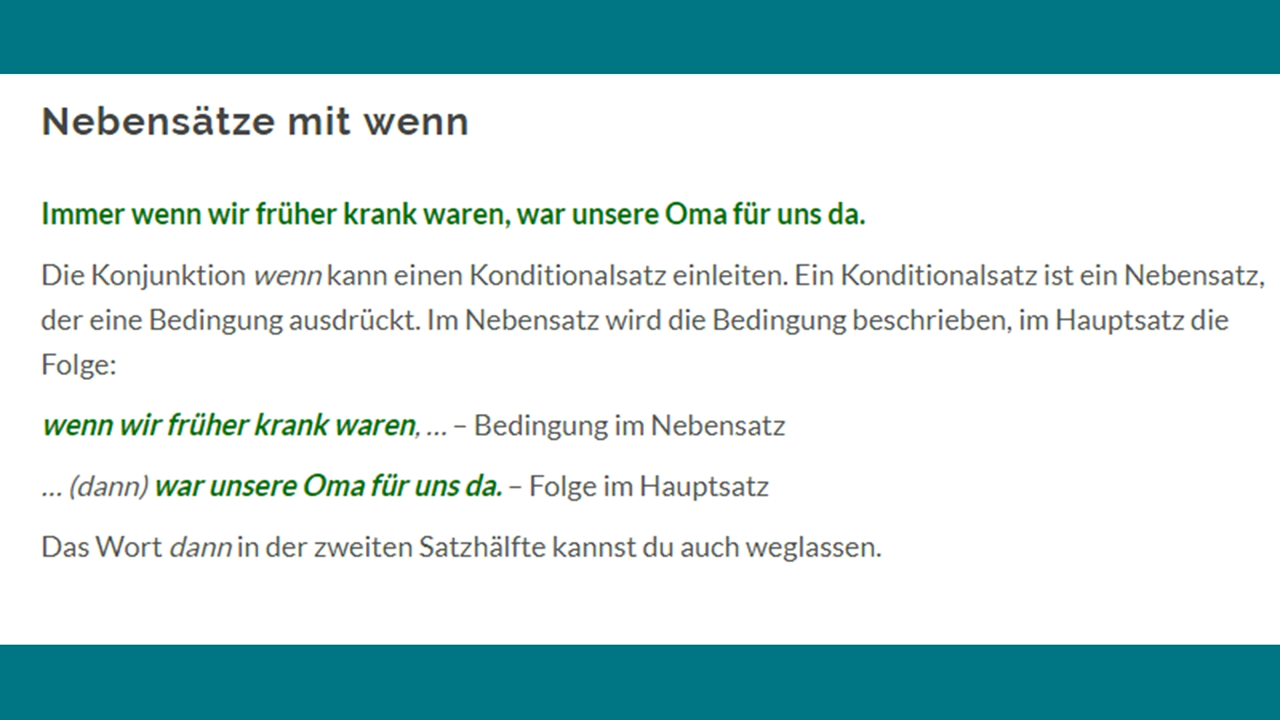 Nebensätze mit wenn
Immer wenn wir früher krank waren, war unsere Oma für uns da.
Die Konjunktion wenn kann einen Konditionalsatz einleiten. Ein Konditionalsatz ist ein Nebensatz,
der eine Bedingung ausdrückt. Im Nebensatz wird die Bedingung beschrieben, im Hauptsatz die
Folge:
wenn wir früher krank waren, … – Bedingung im Nebensatz
… (dann) war unsere Oma für uns da. – Folge im Hauptsatz
Das Wort dann in der zweiten Satzhälfte kannst du auch weglassen.